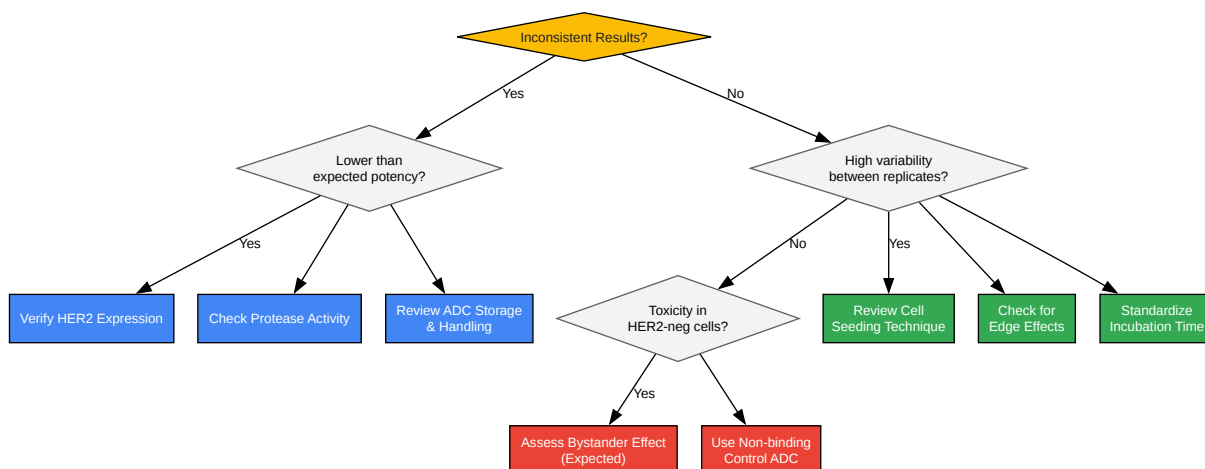 Inconsistent Results?
Yes
No
Lower than
expected potency?
High variability
between replicates?
Yes
No
Yes
Verify HER2 Expression
Check Protease Activity
Review ADC Storage
& Handling
Toxicity in
HER2-neg cells?
Review Cell
Seeding Technique
Check for
Edge Effects
Standardize
Incubation Time
Yes
Assess Bystander Effect
(Expected)
Use Non-binding
Control ADC